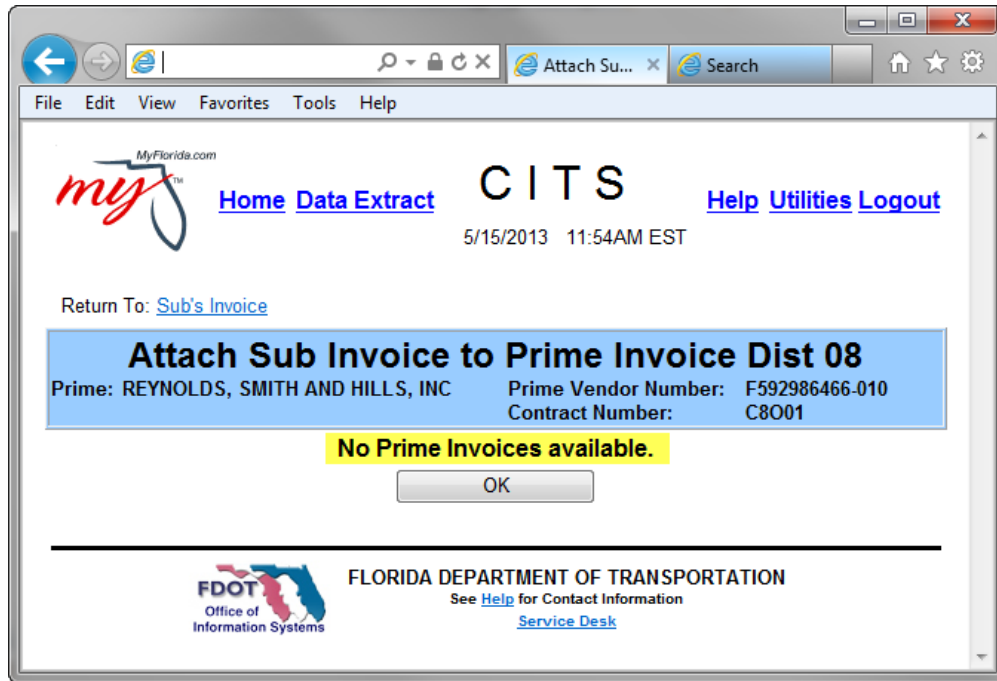 Attach Su... Search
File Edit View Favorites Tools Help
MyFlorida.com
my TM
Home Data Extract CITS Help Utilities Logout
5/15/2013 11:54AM EST
Return To: Sub's Invoice
Attach Sub Invoice to Prime Invoice Dist 08
Prime: REYNOLDS, SMITH AND HILLS, INC Prime Vendor Number: F592986466-010
Contract Number: C8O01
No Prime Invoices available.
OK
FDOT
Office of
Information Systems
FLORIDA DEPARTMENT OF TRANSPORTATION
See Help for Contact Information
Service Desk